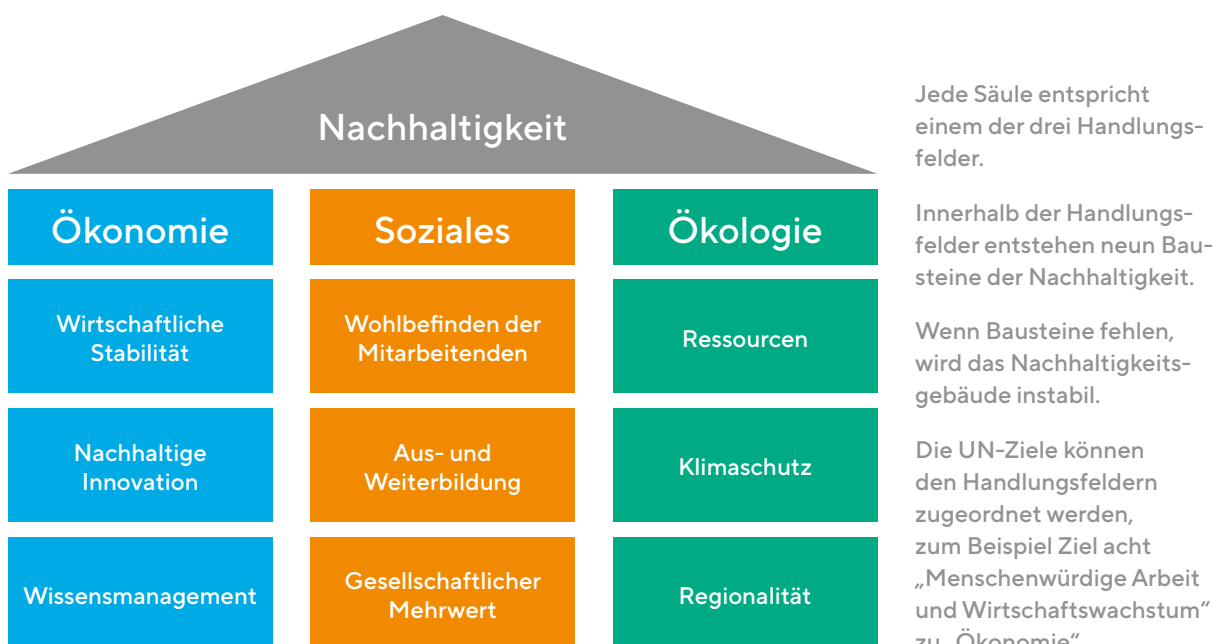 Nachhaltigkeit
Ökonomie
Wirtschaftliche
Stabilität
Nachhaltige
Innovation
Wissensmanagement
Soziales
Wohlbefinden der
Mitarbeitenden
Aus- und
Weiterbildung
Gesellschaftlicher
Mehrwert
Ökologie
Ressourcen
Klimaschutz
Regionalität
Jede Säule entspricht
einem der drei Handlungs-
felder.
Innerhalb der Handlungs-
felder entstehen neun Bau-
steine der Nachhaltigkeit.
Wenn Bausteine fehlen,
wird das Nachhaltigkeits-
gebäude instabil.
Die UN-Ziele können
den Handlungsfeldern
zugeordnet werden,
zum Beispiel Ziel acht
„Menschenwürdige Arbeit
und Wirtschaftswachstum“
zu „Ökonomie“